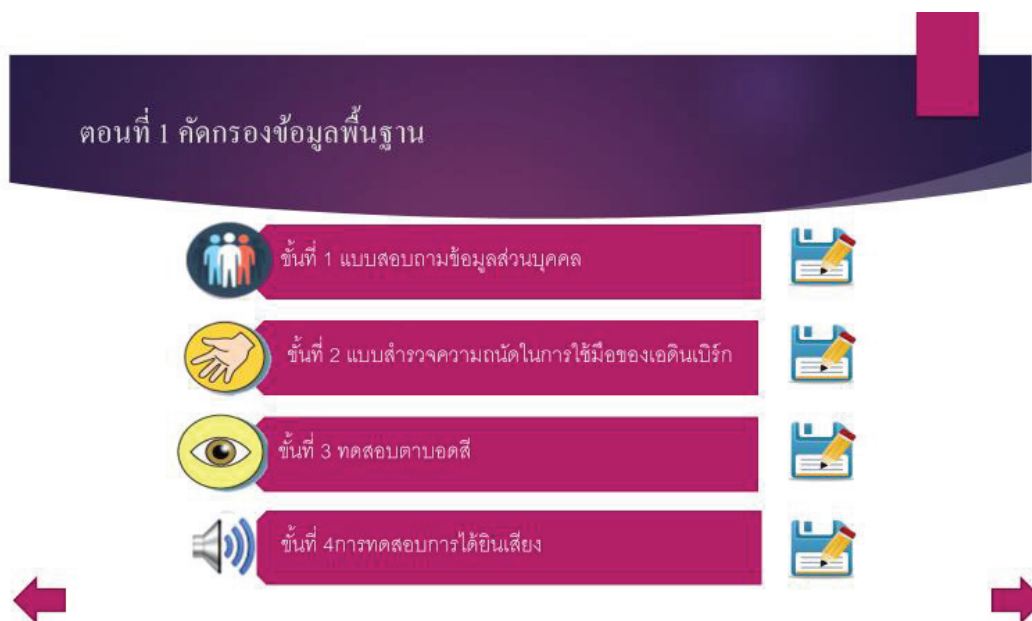 ตอนที่ 1 คัดกรองข้อมูลพื้นฐาน
ขั้นที่ 1 แบบสอบถามข้อมูลส่วนบุคคล
ขั้นที่ 2 แบบสำรวจความถนัดในการใช้มือของเอดินเบิร์ก
ขั้นที่ 3 ทดสอบตาบอดสี
ขั้นที่ 4การทดสอบการได้ยินเสียง